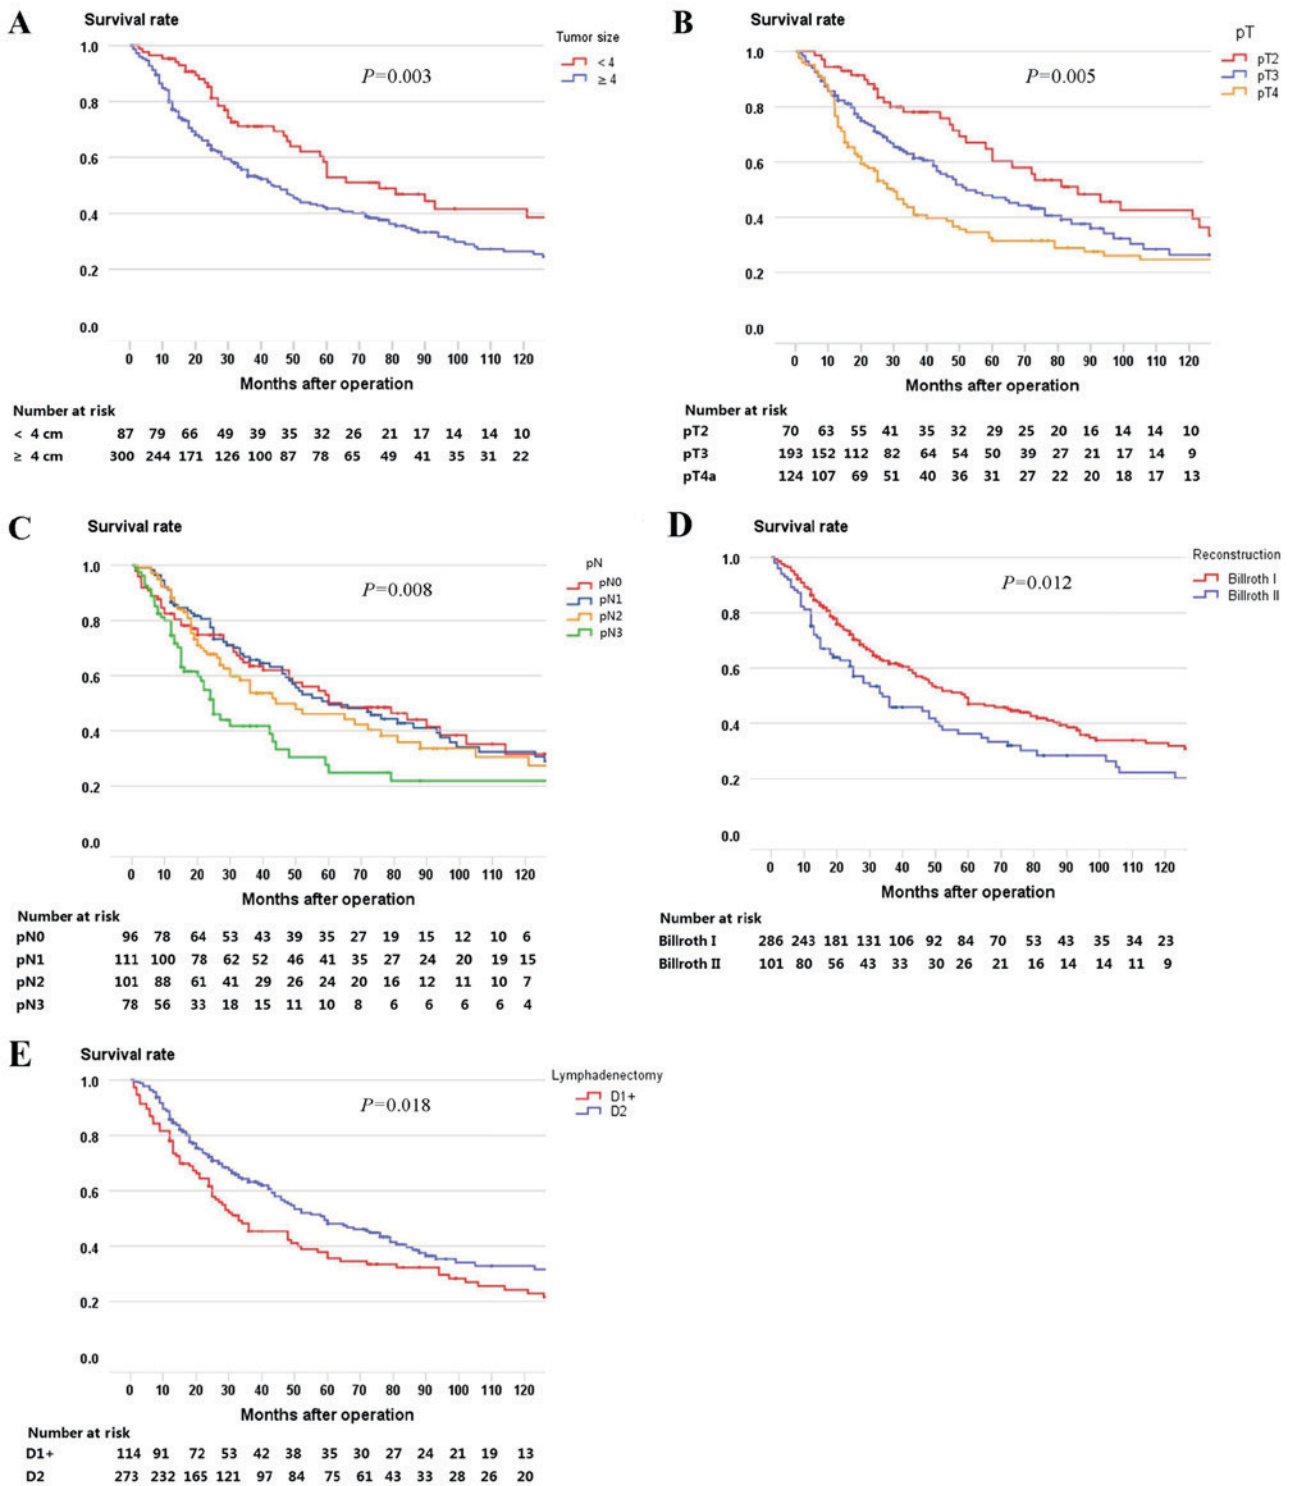 A
Survival rate
Tumor size
< 4
≥ 4
P=0.003
1.0
0.8
0.6
0.4
0.2
0.0
0 10 20 30 40 50 60 70 80 90 100 110 120
Months after operation
Number at risk
< 4 cm 87 79 66 49 39 35 32 26 21 17 14 14 10
≥ 4 cm 300 244 171 126 100 87 78 65 49 41 35 31 22
B
Survival rate
pT
pT2
pT3
pT4
P=0.005
1.0
0.8
0.6
0.4
0.2
0.0
0 10 20 30 40 50 60 70 80 90 100 110 120
Months after operation
Number at risk
pT2 70 63 55 41 35 32 29 25 20 16 14 14 10
pT3 193 152 112 82 64 54 50 39 27 21 17 14 9
pT4a 124 107 69 51 40 36 31 27 22 20 18 17 13
C
Survival rate
pN
pN0
pN1
pN2
pN3
P=0.008
1.0
0.8
0.6
0.4
0.2
0.0
0 10 20 30 40 50 60 70 80 90 100 110 120
Months after operation
Number at risk
pN0 96 78 64 53 43 39 35 27 19 15 12 10 6
pN1 111 100 78 62 52 46 41 35 27 24 20 19 15
pN2 101 88 61 41 29 26 24 20 16 12 11 10 7
pN3 78 56 33 18 15 11 10 8 6 6 6 6 4
D
Survival rate
Reconstruction
Billroth I
Billroth II
P=0.012
1.0
0.8
0.6
0.4
0.2
0.0
0 10 20 30 40 50 60 70 80 90 100 110 120
Months after operation
Number at risk
Billroth I 286 243 181 131 106 92 84 70 53 43 35 34 23
Billroth II 101 80 56 43 33 30 26 21 16 14 14 11 9
E
Survival rate
Lymphadenectomy
D1+
D2
P=0.018
1.0
0.8
0.6
0.4
0.2
0.0
0 10 20 30 40 50 60 70 80 90 100 110 120
Months after operation
Number at risk
D1+ 114 91 72 53 42 38 35 30 27 24 21 19 13
D2 273 232 165 121 97 84 75 61 43 33 28 26 20